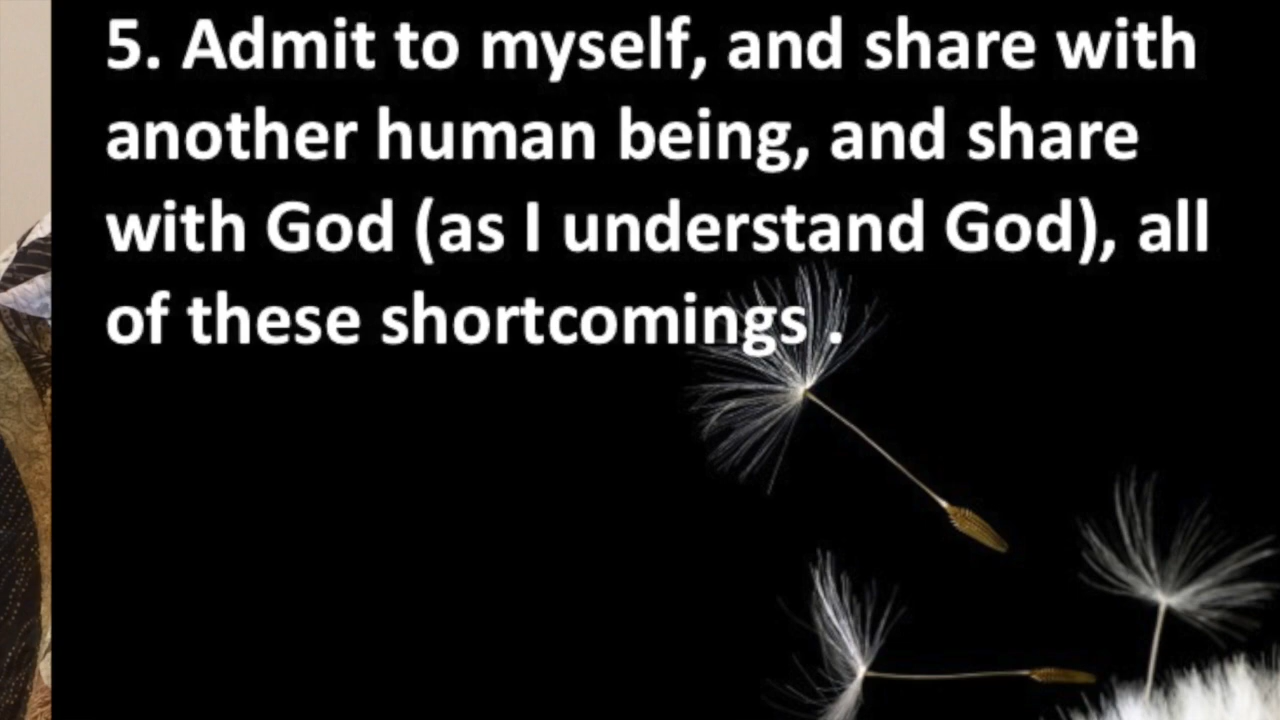 5. Admit to myself, and share with
another human being, and share
with God (as I understand God), all
of these shortcomings .